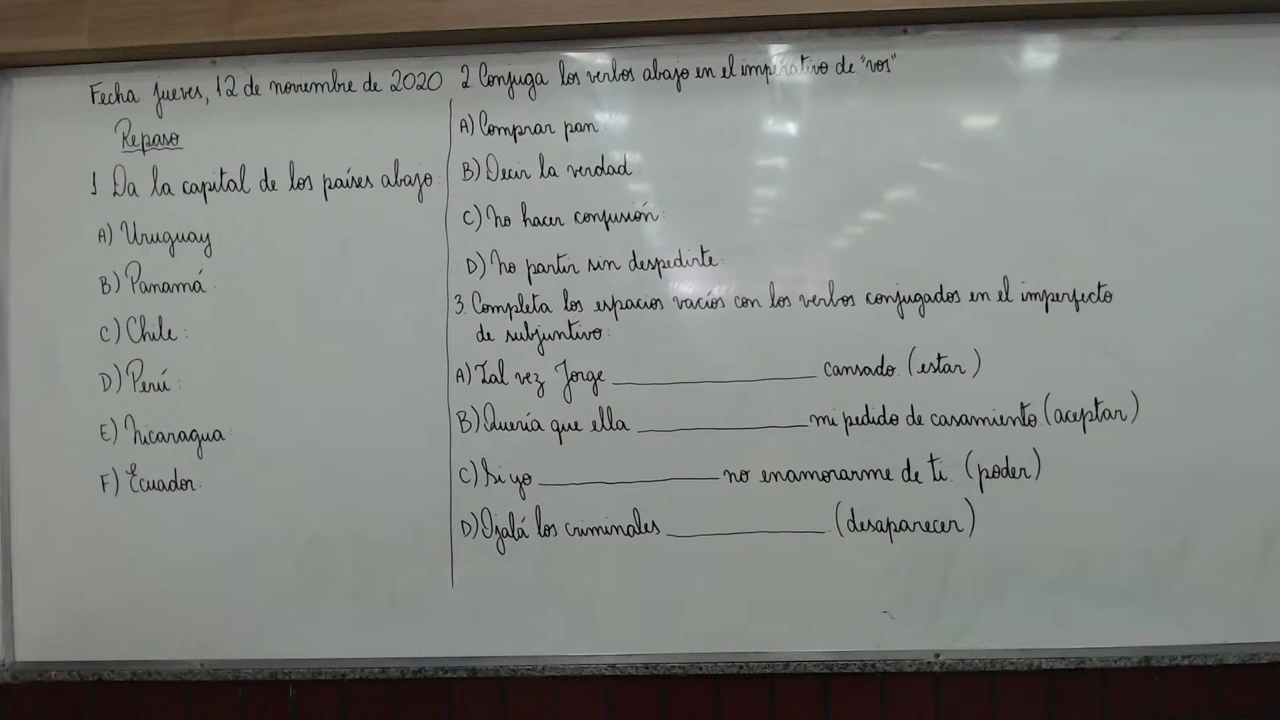 Fecha jueves, 12 de noviembre de 2020
Repaso
1 Da la capital de los países abajo:
A) Uruguay
B) Panamá:
C) Chile:
D) Perú:
E) Nicaragua:
F) Ecuador:
2 Conjuga los verbos abajo en el imperativo de "vos"
A) Comprar pan
B) Decir la verdad:
C) No hacer confusión:
D) No partir sin despedirte:
3. Completa los espacios vacíos con los verbos conjugados en el imperfecto
de subjuntivo:
A) Tal vez Jorge ____________ cansado. (estar)
B) Quería que ella ____________ mi pedido de casamiento. (aceptar)
C) Si yo ____________ no enamorarme de ti. (poder)
D) Ojalá los criminales ____________. (desaparecer)